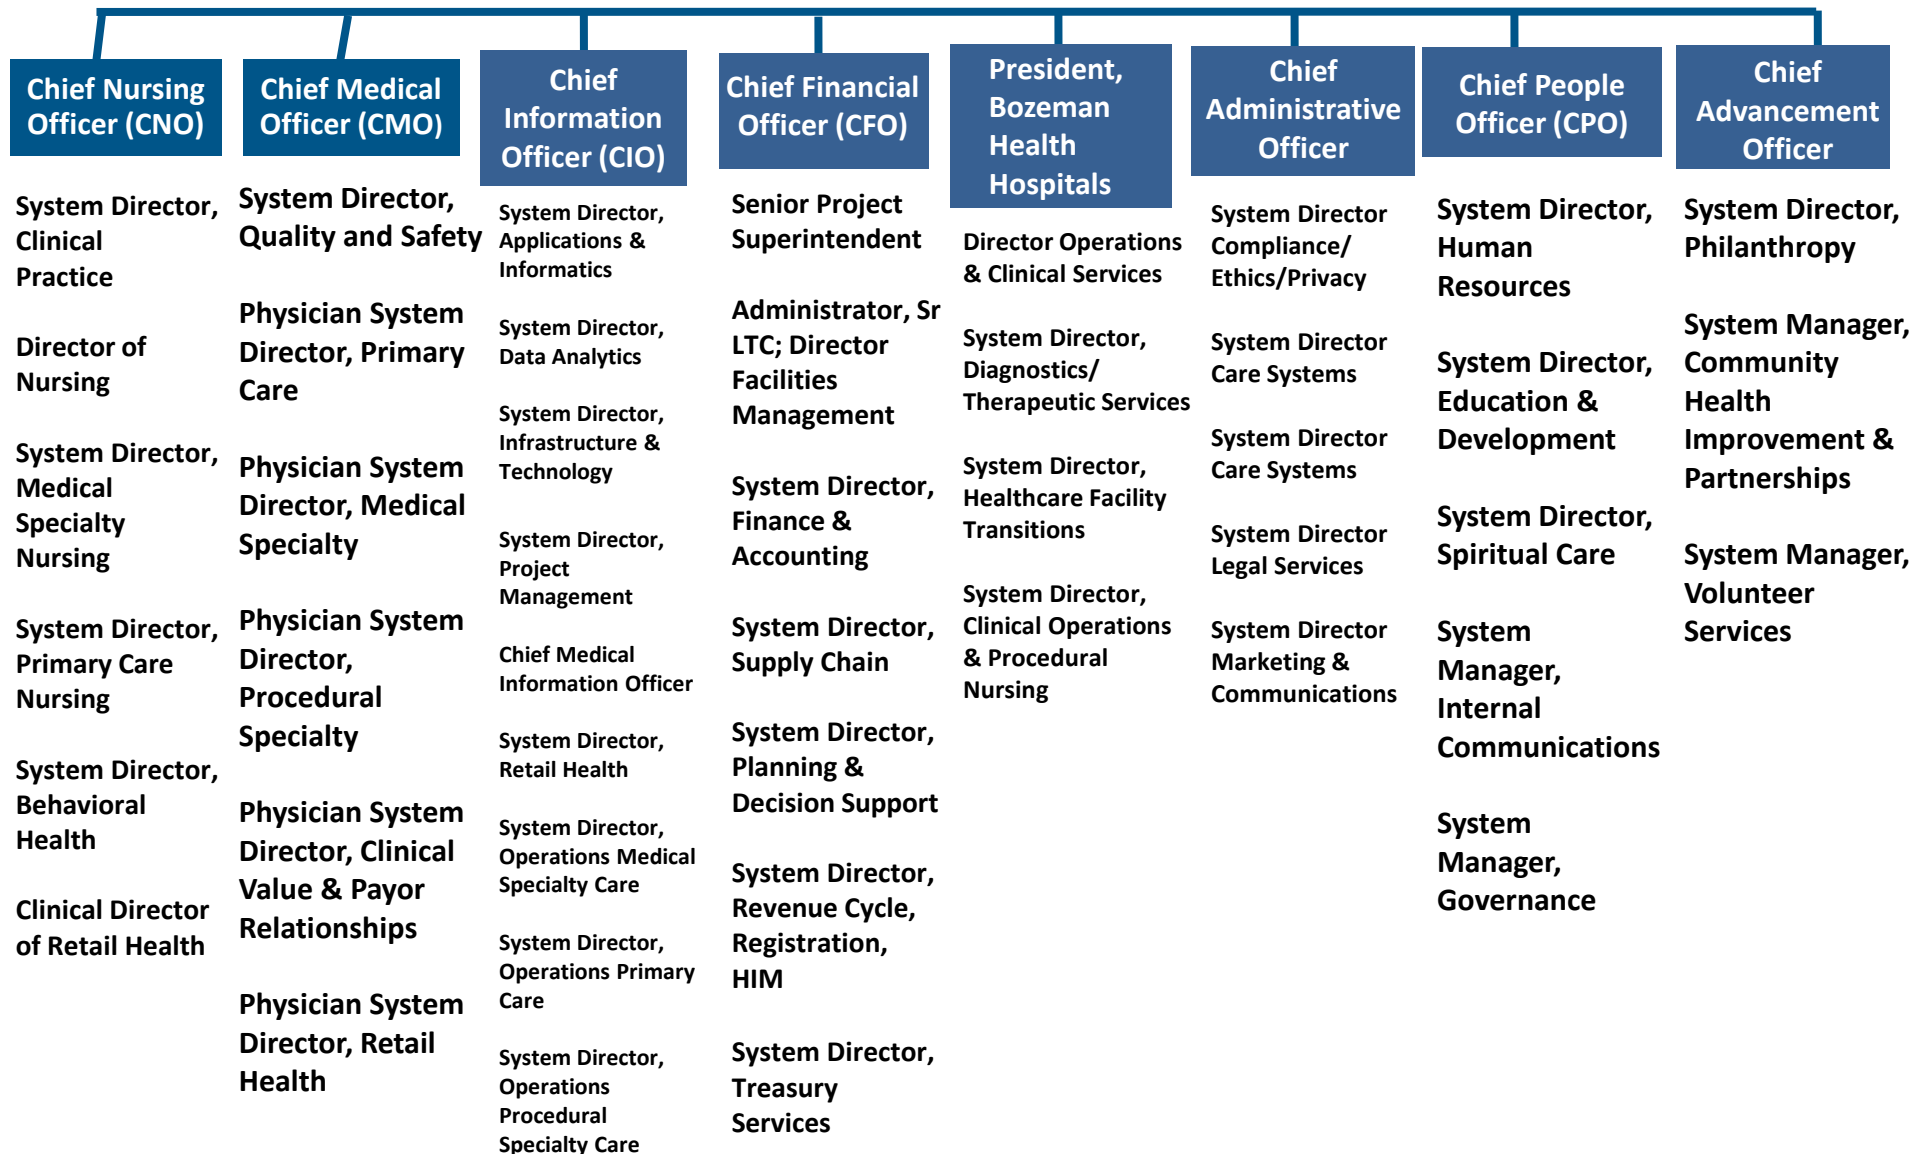 Chief Nursing
Officer (CNO)
System Director,
Clinical
Practice
Director of
Nursing
System Director,
Medical
Specialty
Nursing
System Director,
Primary Care
Nursing
System Director,
Behavioral
Health
Clinical Director
of Retail Health
Chief Medical
Officer (CMO)
System Director,
Quality and Safety
Physician System
Director, Primary
Care
Physician System
Director, Medical
Specialty
Physician System
Director,
Procedural
Specialty
Physician System
Director, Clinical
Value & Payor
Relationships
Physician System
Director, Retail
Health
Chief
Information
Officer (CIO)
System Director,
Applications &
Informatics
System Director,
Data Analytics
System Director,
Infrastructure &
Technology
System Director,
Project
Management
Chief Medical
Information Officer
System Director,
Retail Health
System Director,
Operations Medical
Specialty Care
System Director,
Operations Primary
Care
System Director,
Operations
Procedural
Specialty Care
Chief Financial
Officer (CFO)
Senior Project
Superintendent
Administrator, Sr
LTC; Director
Facilities
Management
System Director,
Finance &
Accounting
System Director,
Supply Chain
System Director,
Planning &
Decision Support
System Director,
Revenue Cycle,
Registration,
HIM
System Director,
Treasury
Services
President,
Bozeman
Health
Hospitals
Director Operations
& Clinical Services
System Director,
Diagnostics/
Therapeutic Services
System Director,
Healthcare Facility
Transitions
System Director,
Clinical Operations
& Procedural
Nursing
Chief
Administrative
Officer
System Director
Compliance/
Ethics/Privacy
System Director
Care Systems
System Director
Care Systems
System Director
Legal Services
System Director
Marketing &
Communications
Chief People
Officer (CPO)
System Director,
Human
Resources
System Director,
Education &
Development
System Director,
Spiritual Care
System
Manager,
Internal
Communications
System
Manager,
Governance
Chief
Advancement
Officer
System Director,
Philanthropy
System Manager,
Community
Health
Improvement &
Partnerships
System Manager,
Volunteer
Services